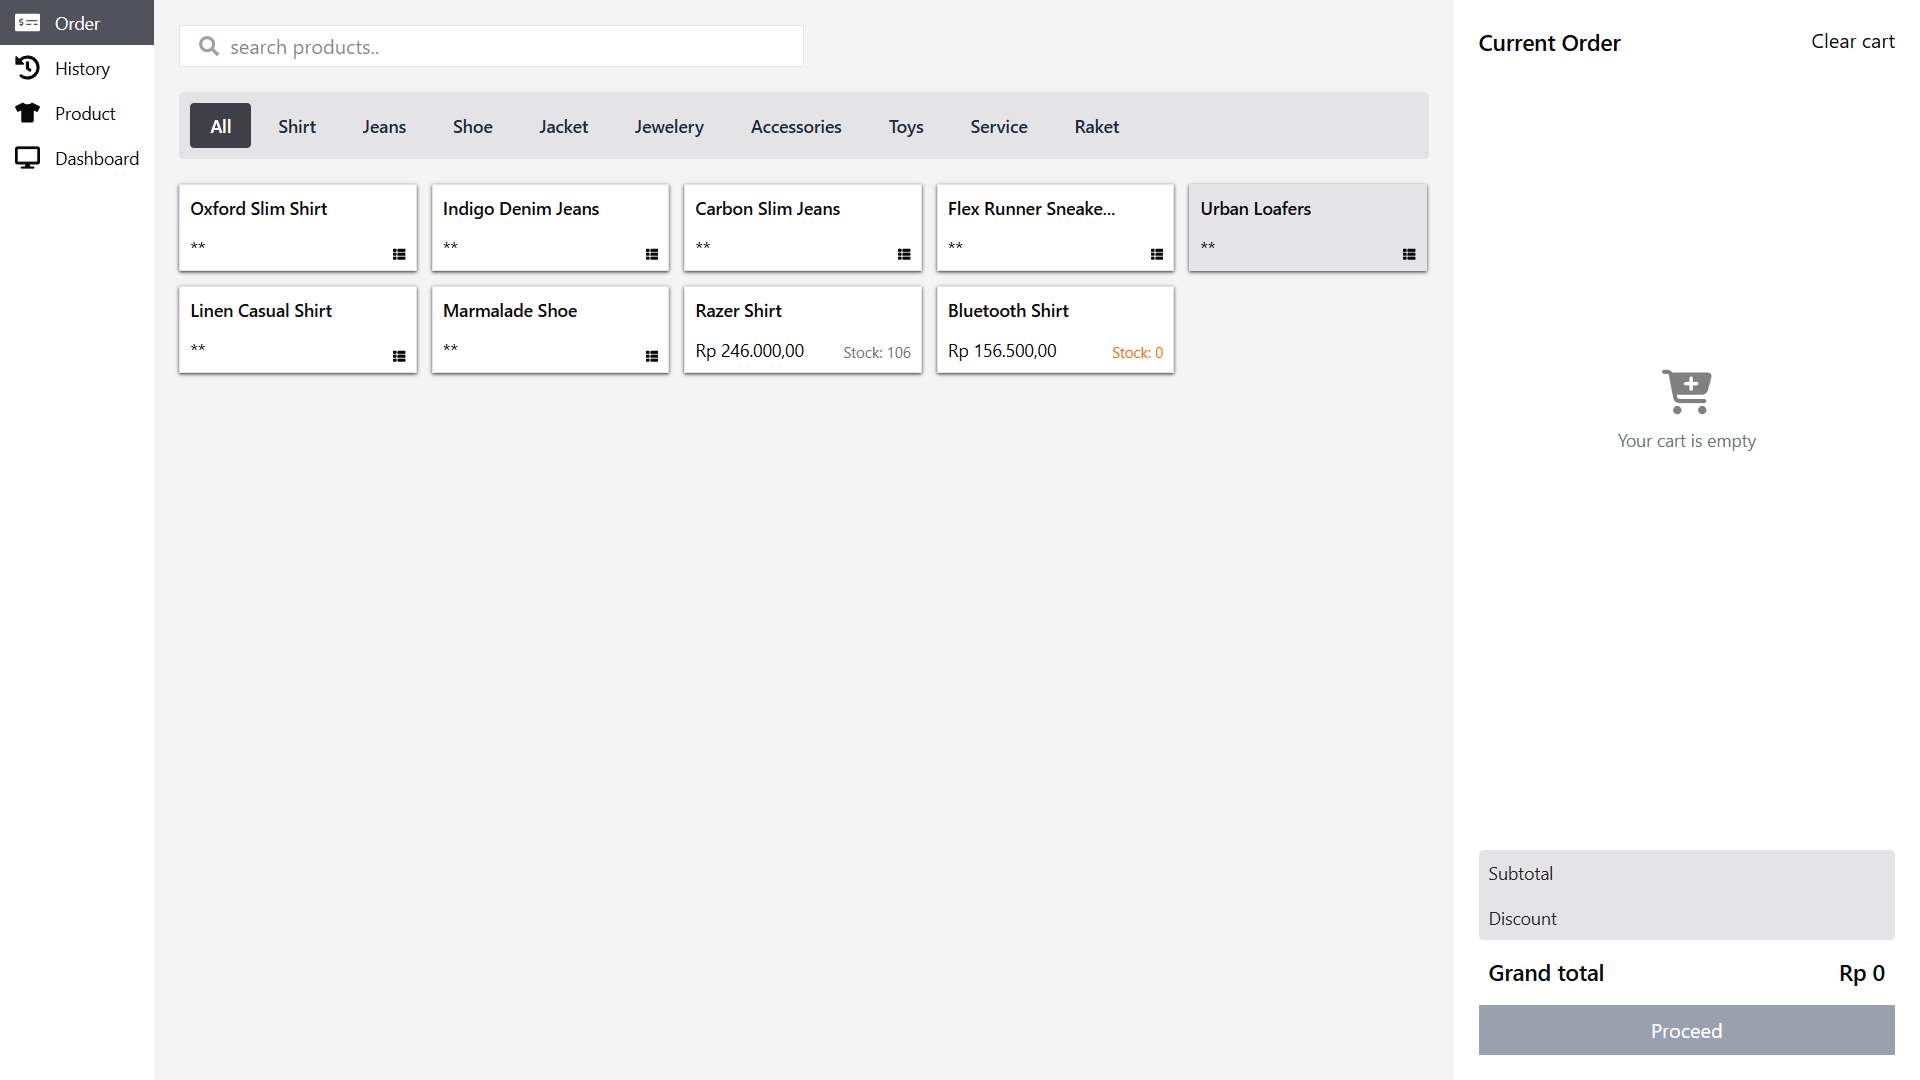 Order
History
Product
Dashboard
search products..
All Shirt Jeans Shoe Jacket Jewelery Accessories Toys Service Raket
Oxford Slim Shirt
**
Indigo Denim Jeans
**
Carbon Slim Jeans
**
Flex Runner Sneake...
**
Urban Loafers
**
Linen Casual Shirt
**
Marmalade Shoe
**
Razer Shirt
Rp 246.000,00 Stock: 106
Bluetooth Shirt
Rp 156.500,00 Stock: 0
Current Order Clear cart
Your cart is empty
Subtotal
Discount
Grand total Rp 0
Proceed